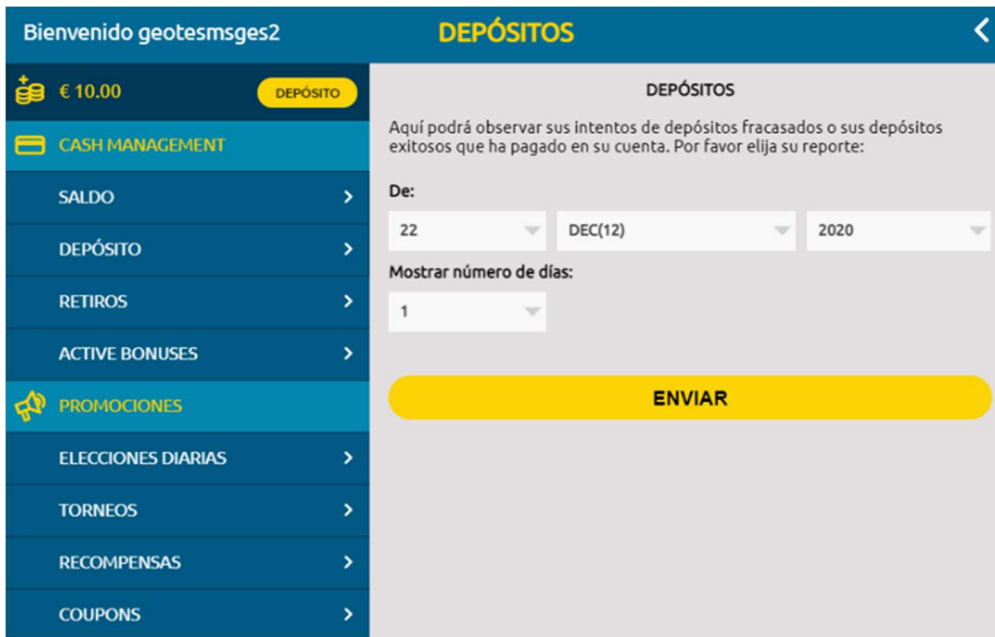 Bienvenido geotesmsges2
DEPÓSITOS
€ 10.00
DEPÓSITO
CASH MANAGEMENT
SALDO
DEPÓSITO
RETIROS
ACTIVE BONUSES
PROMOCIONES
ELECCIONES DIARIAS
TORNEOS
RECOMPENSAS
COUPONS
DEPÓSITOS
Aquí podrá observar sus intentos de depósitos fracasados o sus depósitos
exitosos que ha pagado en su cuenta. Por favor elija su reporte:
De:
22 DEC(12) 2020
Mostrar número de días:
1
ENVIAR